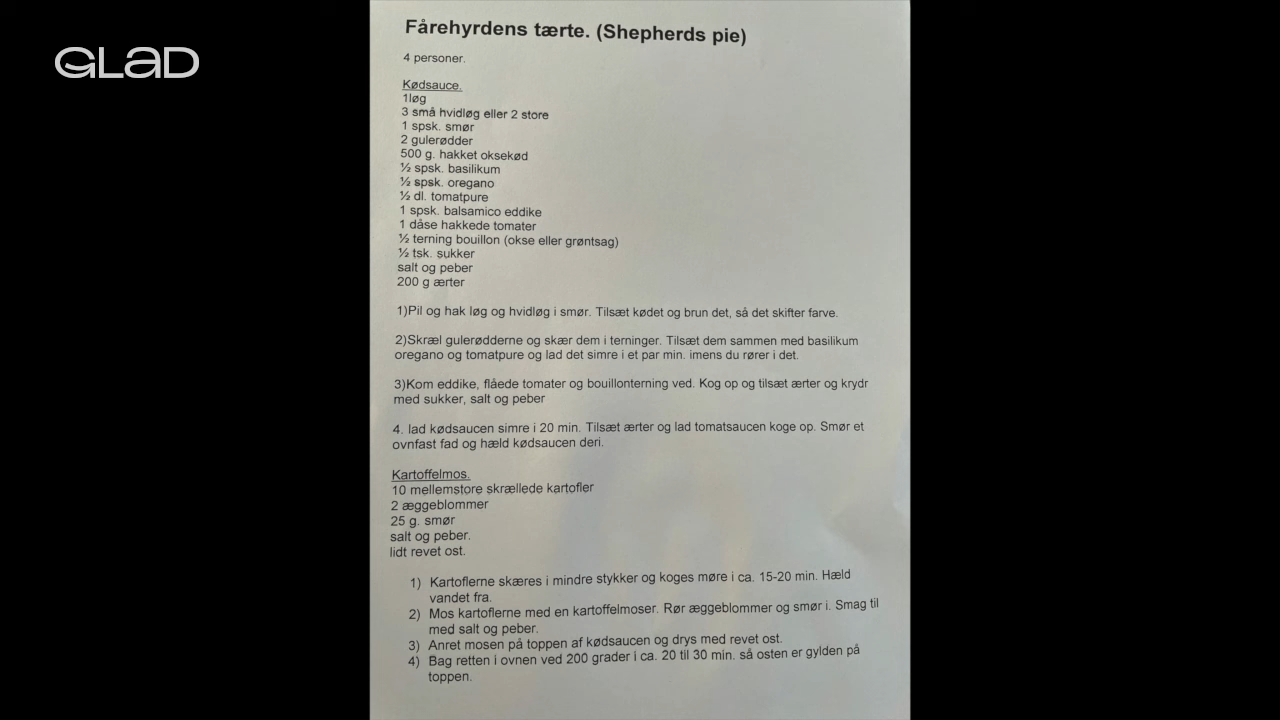 GLAD
Fårehyrdens tærte. (Shepherds pie)
4 personer.
Kødsauce.
1løg
3 små hvidløg eller 2 store
1 spsk. smør
2 gulerødder
500 g. hakket oksekød
½ spsk. basilikum
½ spsk. oregano
½ dl. tomatpure
1 spsk. balsamico eddike
1 dåse hakkede tomater
½ terning bouillon (okse eller grøntsag)
½ tsk. sukker
salt og peber
200 g ærter
1)Pil og hak løg og hvidløg i smør. Tilsæt kødet og brun det, så det skifter farve.
2)Skræl gulerødderne og skær dem i terninger. Tilsæt dem sammen med basilikum
oregano og tomatpure og lad det simre i et par min. imens du rører i det.
3)Kom eddike, flåede tomater og bouillonterning ved. Kog op og tilsæt ærter og krydr
med sukker, salt og peber
4. lad kødsaucen simre i 20 min. Tilsæt ærter og lad tomatsaucen koge op. Smør et
ovnfast fad og hæld kødsaucen deri.
Kartoffelmos.
10 mellemstore skrællede kartofler
2 æggeblommer
25 g. smør
salt og peber.
lidt revet ost.
1) Kartoflerne skæres i mindre stykker og koges møre i ca. 15-20 min. Hæld
vandet fra.
2) Mos kartoflerne med en kartoffelmoser. Rør æggeblommer og smør i. Smag til
med salt og peber.
3) Anret mosen på toppen af kødsaucen og drys med revet ost.
4) Bag retten i ovnen ved 200 grader i ca. 20 til 30 min. så osten er gylden på
toppen.